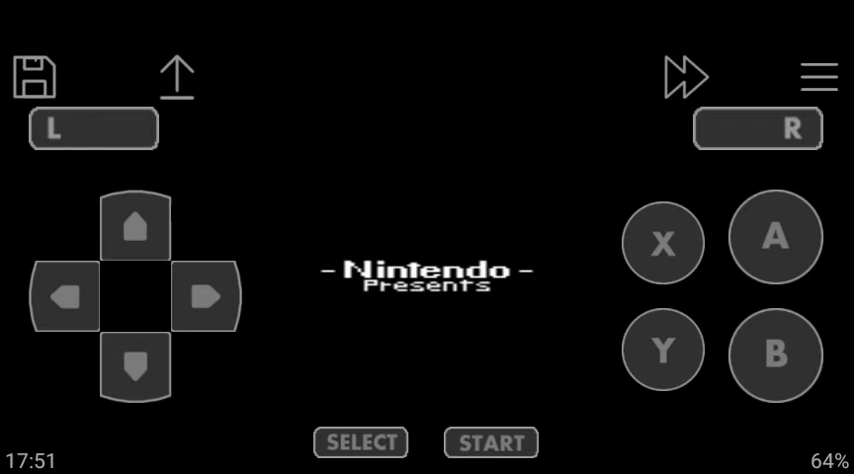 L
R
X
A
- Nintendo -
Presents
Y
B
SELECT
START
17:51
64%